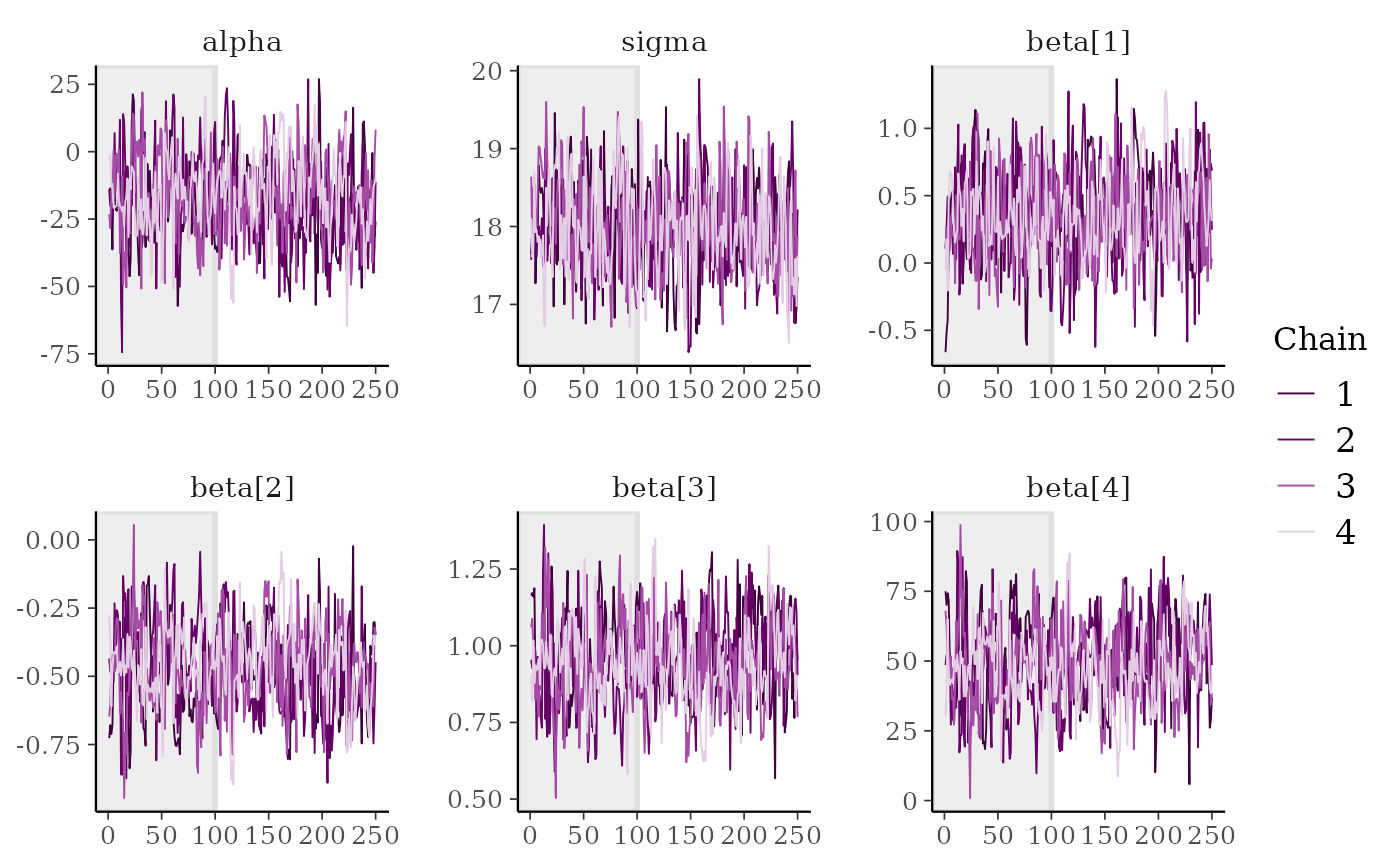 alpha
sigma
beta[1]
25
0
-25
-50
-75
0 50 100 150 200 250
20
19
18
17
0 50 100 150 200 250
1.0
0.5
0.0
-0.5
0 50 100 150 200 250
beta[2]
beta[3]
beta[4]
0.00
-0.25
-0.50
-0.75
0 50 100 150 200 250
1.25
1.00
0.75
0.50
0 50 100 150 200 250
100
75
50
25
0
0 50 100 150 200 250
Chain
1
2
3
4